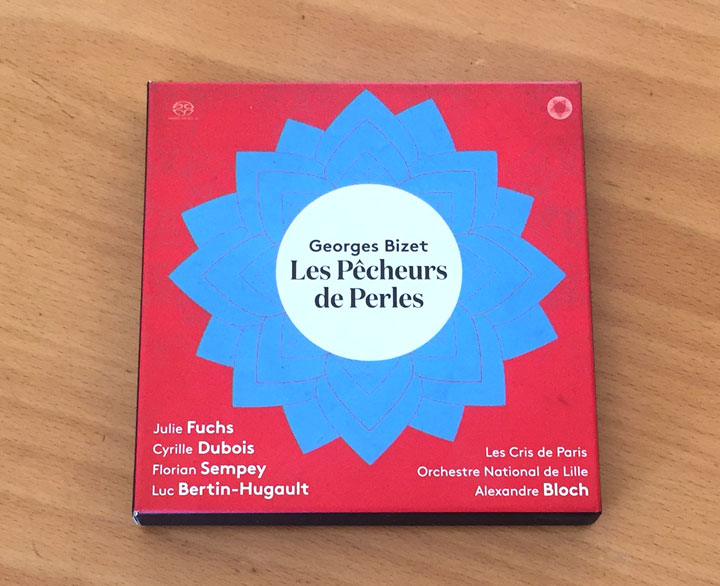 Georges Bizet
Les Pêcheurs
de Perles
Julie Fuchs
Cyrille Dubois
Florian Sempey
Luc Bertin-Hugault
Les Cris de Paris
Orchestre National de Lille
Alexandre Bloch